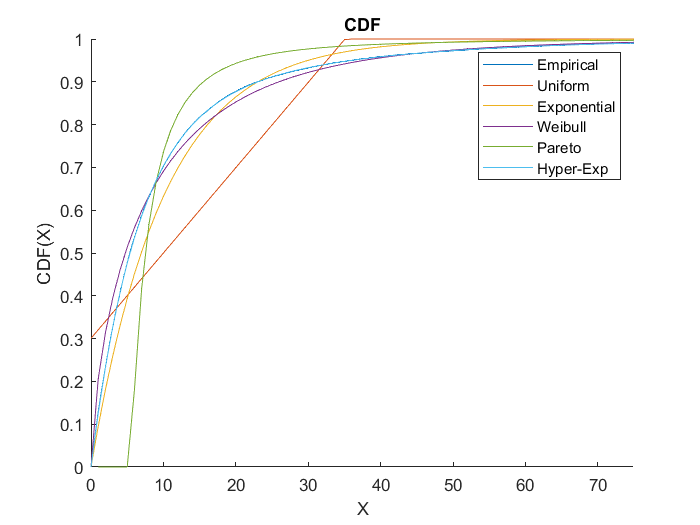 CDF
1
0.9
0.8
0.7
0.6
0.5
0.4
0.3
0.2
0.1
0
CDF(X)
Empirical
Uniform
Exponential
Weibull
Pareto
Hyper-Exp
0 10 20 30 40 50 60 70
X